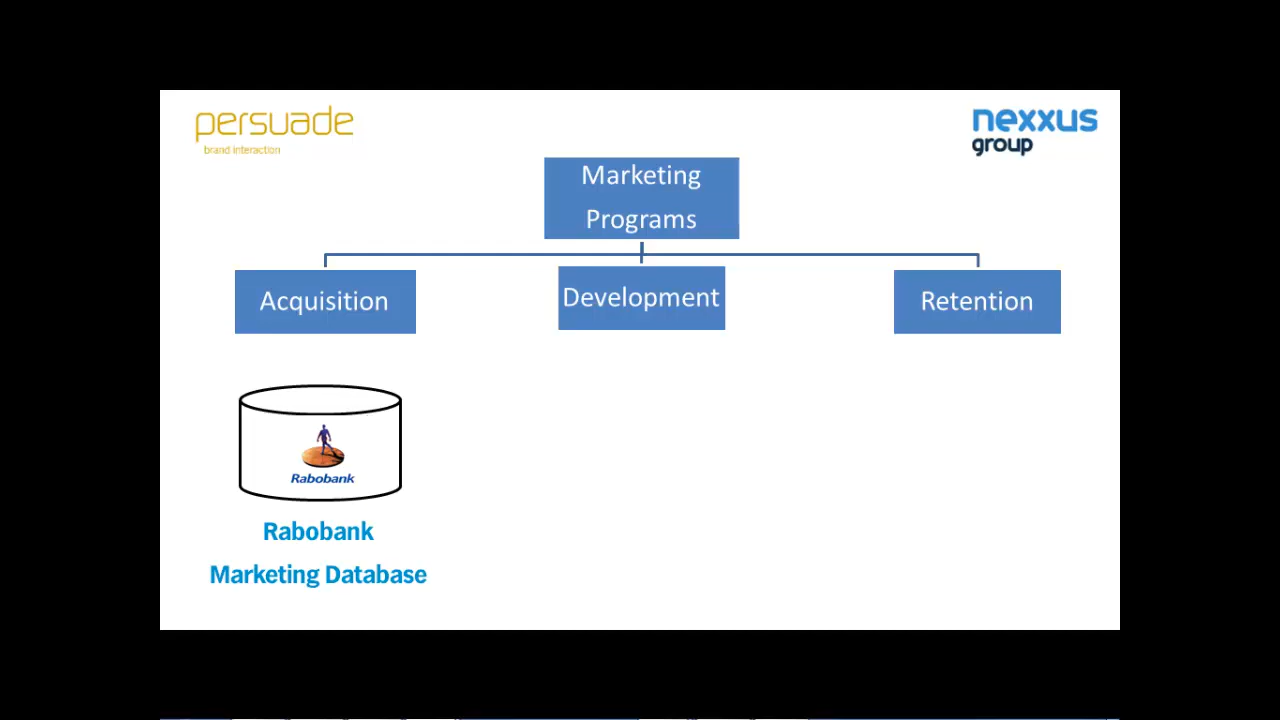 persuade
brand interaction
nexxus
group
Marketing
Programs
Acquisition
Development
Retention
Rabobank
Rabobank
Marketing Database